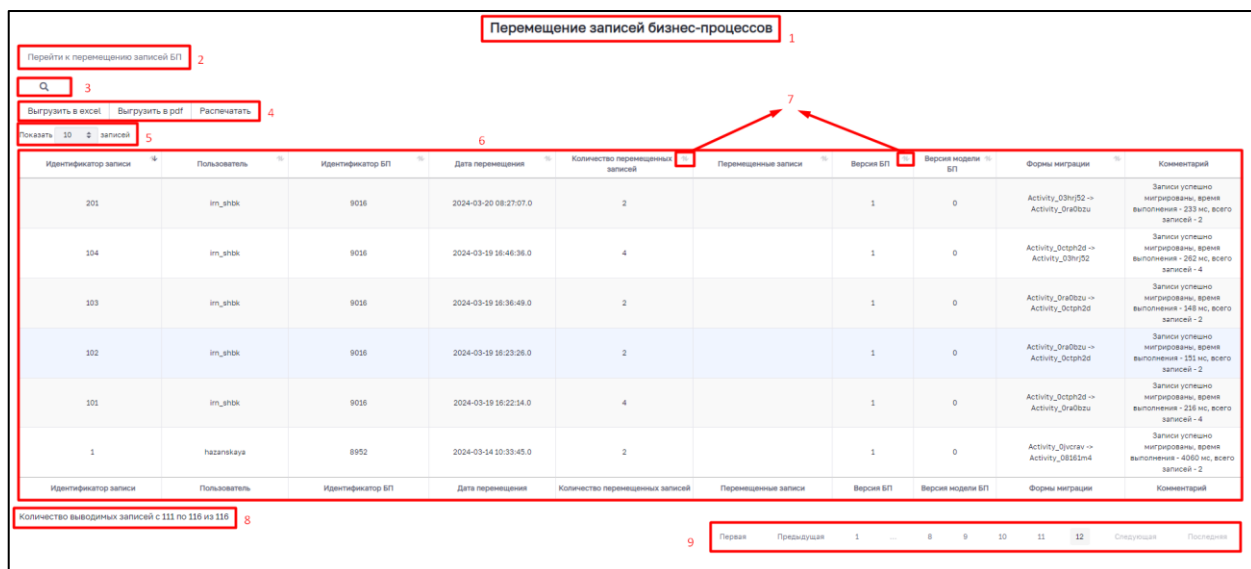 Перемещение записей бизнес-процессов
1
Перейти к перемещению записей БП
2
3
Выгрузить в excel Выгрузить в pdf Распечатать
4
7
Показать 10 записей
5
6
Идентификатор записи Пользователь Идентификатор БП Дата перемещения Количество перемещенных записей Перемещенные записи Версия БП Версия модели БП Формы миграции Комментарий
201 irn_shbk 9016 2024-03-20 08:27:07.0 2 1 0 Activity_03hrj52 -> Activity_0ra0bzu Записи успешно мигрированы, время выполнения - 233 мс, всего записей - 2
104 irn_shbk 9016 2024-03-19 16:46:36.0 4 1 0 Activity_0ctph2d -> Activity_03hrj52 Записи успешно мигрированы, время выполнения - 262 мс, всего записей - 4
103 irn_shbk 9016 2024-03-19 16:36:49.0 2 1 0 Activity_0ra0bzu -> Activity_0ctph2d Записи успешно мигрированы, время выполнения - 148 мс, всего записей - 2
102 irn_shbk 9016 2024-03-19 16:23:26.0 2 1 0 Activity_0ra0bzu -> Activity_0ctph2d Записи успешно мигрированы, время выполнения - 151 мс, всего записей - 2
101 irn_shbk 9016 2024-03-19 16:22:14.0 4 1 0 Activity_0ctph2d -> Activity_0ra0bzu Записи успешно мигрированы, время выполнения - 216 мс, всего записей - 4
1 hazanskaya 8952 2024-03-14 10:33:45.0 2 1 0 Activity_0jvcrav -> Activity_08161m4 Записи успешно мигрированы, время выполнения - 4060 мс, всего записей - 2
Идентификатор записи Пользователь Идентификатор БП Дата перемещения Количество перемещенных записей Перемещенные записи Версия БП Версия модели БП Формы миграции Комментарий
Количество выводимых записей с 111 по 116 из 116
8
9
Первая Предыдущая 1 ... 8 9 10 11 12 Следующая Последняя